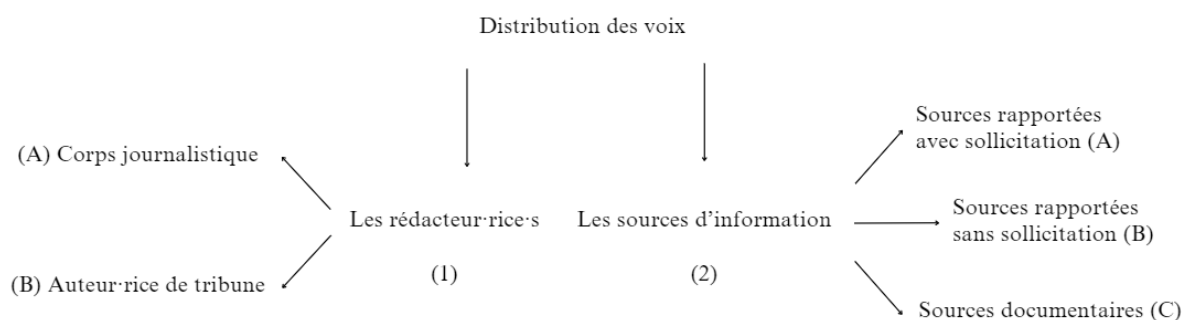 Distribution des voix
Sources rapportées
avec sollicitation (A)
(A) Corps journalistique
Sources rapportées
sans sollicitation (B)
Les rédacteur·rice·s
Les sources d’information
(1)
(2)
(B) Auteur·rice de tribune
Sources documentaires (C)